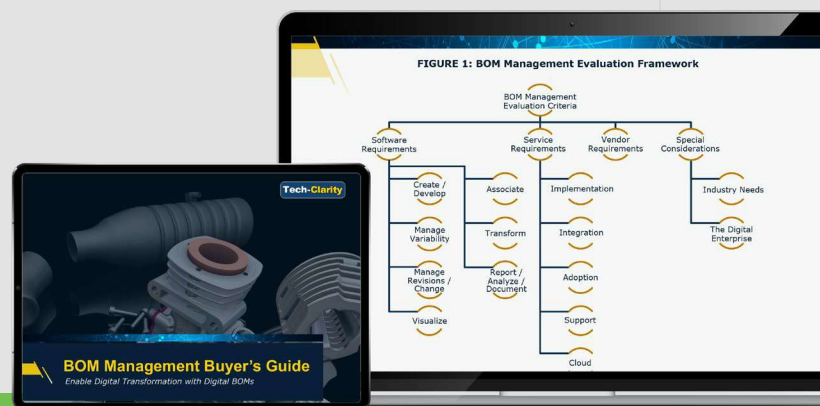 FIGURE 1: BOM Management Evaluation Framework
BOM Management
Evaluation Criteria
Software
Requirements
Service
Requirements
Vendor
Requirements
Special
Considerations
Create /
Develop
Associate
Implementation
Industry Needs
Manage
Variability
Transform
Integration
The Digital
Enterprise
Manage
Revisions /
Change
Report /
Analyze /
Document
Adoption
Visualize
Support
Cloud
Tech-Clarity
BOM Management Buyer's Guide
Enable Digital Transformation with Digital BOMs